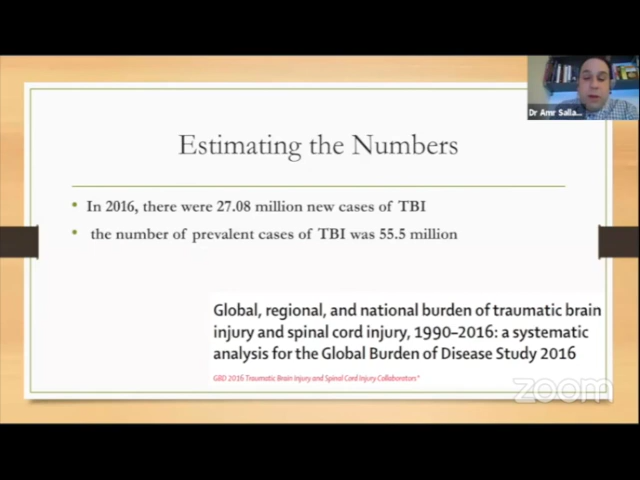 Dr Amr Salla...
Estimating the Numbers
• In 2016, there were 27.08 million new cases of TBI
• the number of prevalent cases of TBI was 55.5 million
Global, regional, and national burden of traumatic brain
injury and spinal cord injury, 1990–2016: a systematic
analysis for the Global Burden of Disease Study 2016
GBD 2016 Traumatic Brain Injury and Spinal Cord Injury Collaborators*
zoom